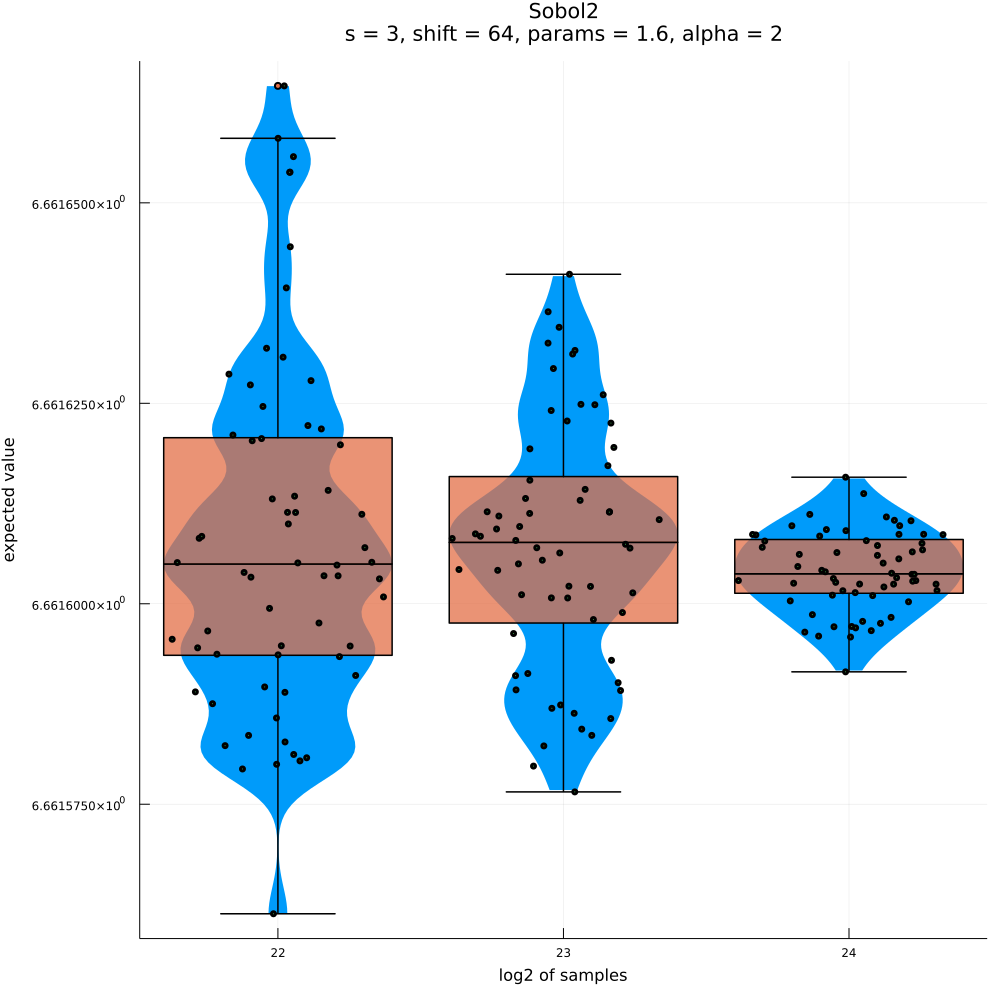 Sobol2
s = 3, shift = 64, params = 1.6, alpha = 2
expected value
6.6616500×10⁰
6.6616250×10⁰
6.6616000×10⁰
6.6615750×10⁰
22 23 24
log2 of samples